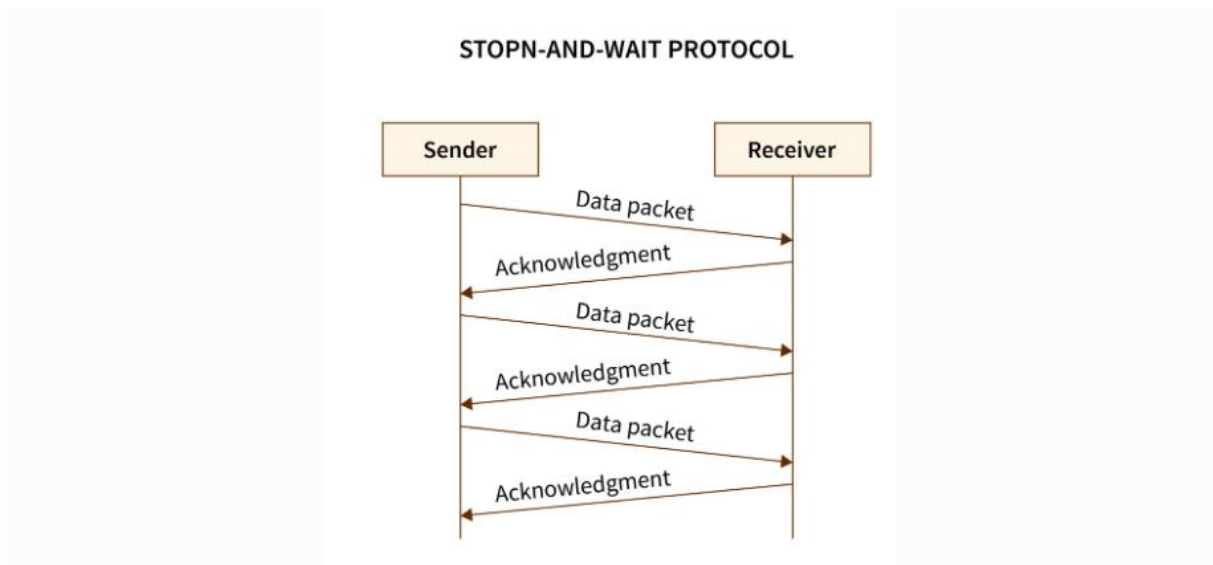 STOPN-AND-WAIT PROTOCOL
Sender
Receiver
Data packet
Acknowledgment
Data packet
Acknowledgment
Data packet
Acknowledgment